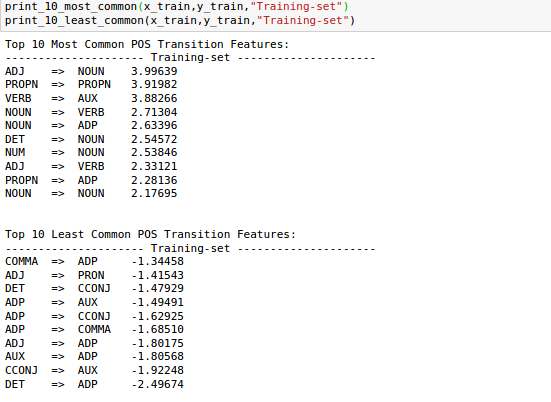 print_10_most_common(x_train,y_train,"Training-set")
print_10_least_common(x_train,y_train,"Training-set")
Top 10 Most Common POS Transition Features:
--------------------- Training-set ---------------------
ADJ    =>  NOUN    3.99639
PROPN  =>  PROPN   3.91982
VERB   =>  AUX     3.88266
NOUN   =>  VERB    2.71304
NOUN   =>  ADP     2.63396
DET    =>  NOUN    2.54572
NUM    =>  NOUN    2.53846
ADJ    =>  VERB    2.33121
PROPN  =>  ADP     2.28136
NOUN   =>  NOUN    2.17695
Top 10 Least Common POS Transition Features:
--------------------- Training-set ---------------------
COMMA  =>  ADP     -1.34458
ADJ    =>  PRON    -1.41543
DET    =>  CCONJ   -1.47929
ADP    =>  AUX     -1.49491
ADP    =>  CCONJ   -1.62925
ADP    =>  COMMA   -1.68510
ADJ    =>  ADP     -1.80175
AUX    =>  ADP     -1.80568
CCONJ  =>  AUX     -1.92248
DET    =>  ADP     -2.49674